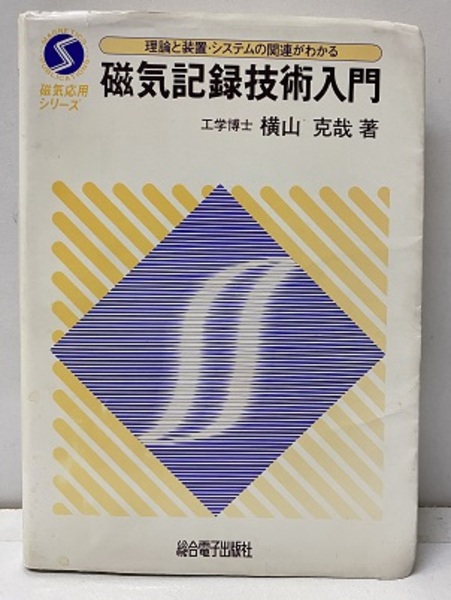 理論と装置・システムの関連がわかる
磁気記録技術入門
磁気応用
シリーズ
工学博士 横山 克哉 著
総合電子出版社